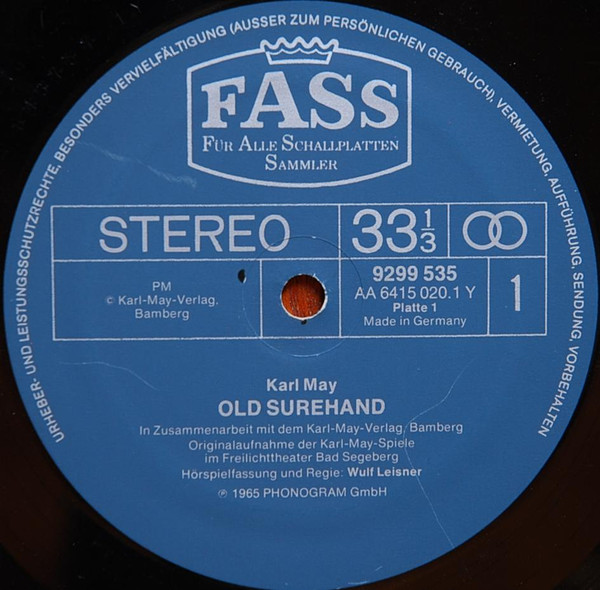 URHEBER- UND LEISTUNGSSCHUTZRECHTE, BESONDERS VERVIELFÄLTIGUNG (AUSSER ZUM PERSÖNLICHEN GEBRAUCH), VERMIETUNG, AUFFÜHRUNG, SENDUNG, VORBEHALTEN
FASS
FÜR ALLE SCHALLPLATTEN
SAMMLER
STEREO
33 1/3
PM
© Karl-May-Verlag,
Bamberg
9299 535
AA 6415 020.1 Y
Platte 1
Made in Germany
1
Karl May
OLD SUREHAND
In Zusammenarbeit mit dem Karl-May-Verlag, Bamberg
Originalaufnahme der Karl-May-Spiele
im Freilichttheater Bad Segeberg
Hörspielfassung und Regie: Wulf Leisner
℗ 1965 PHONOGRAM GmbH